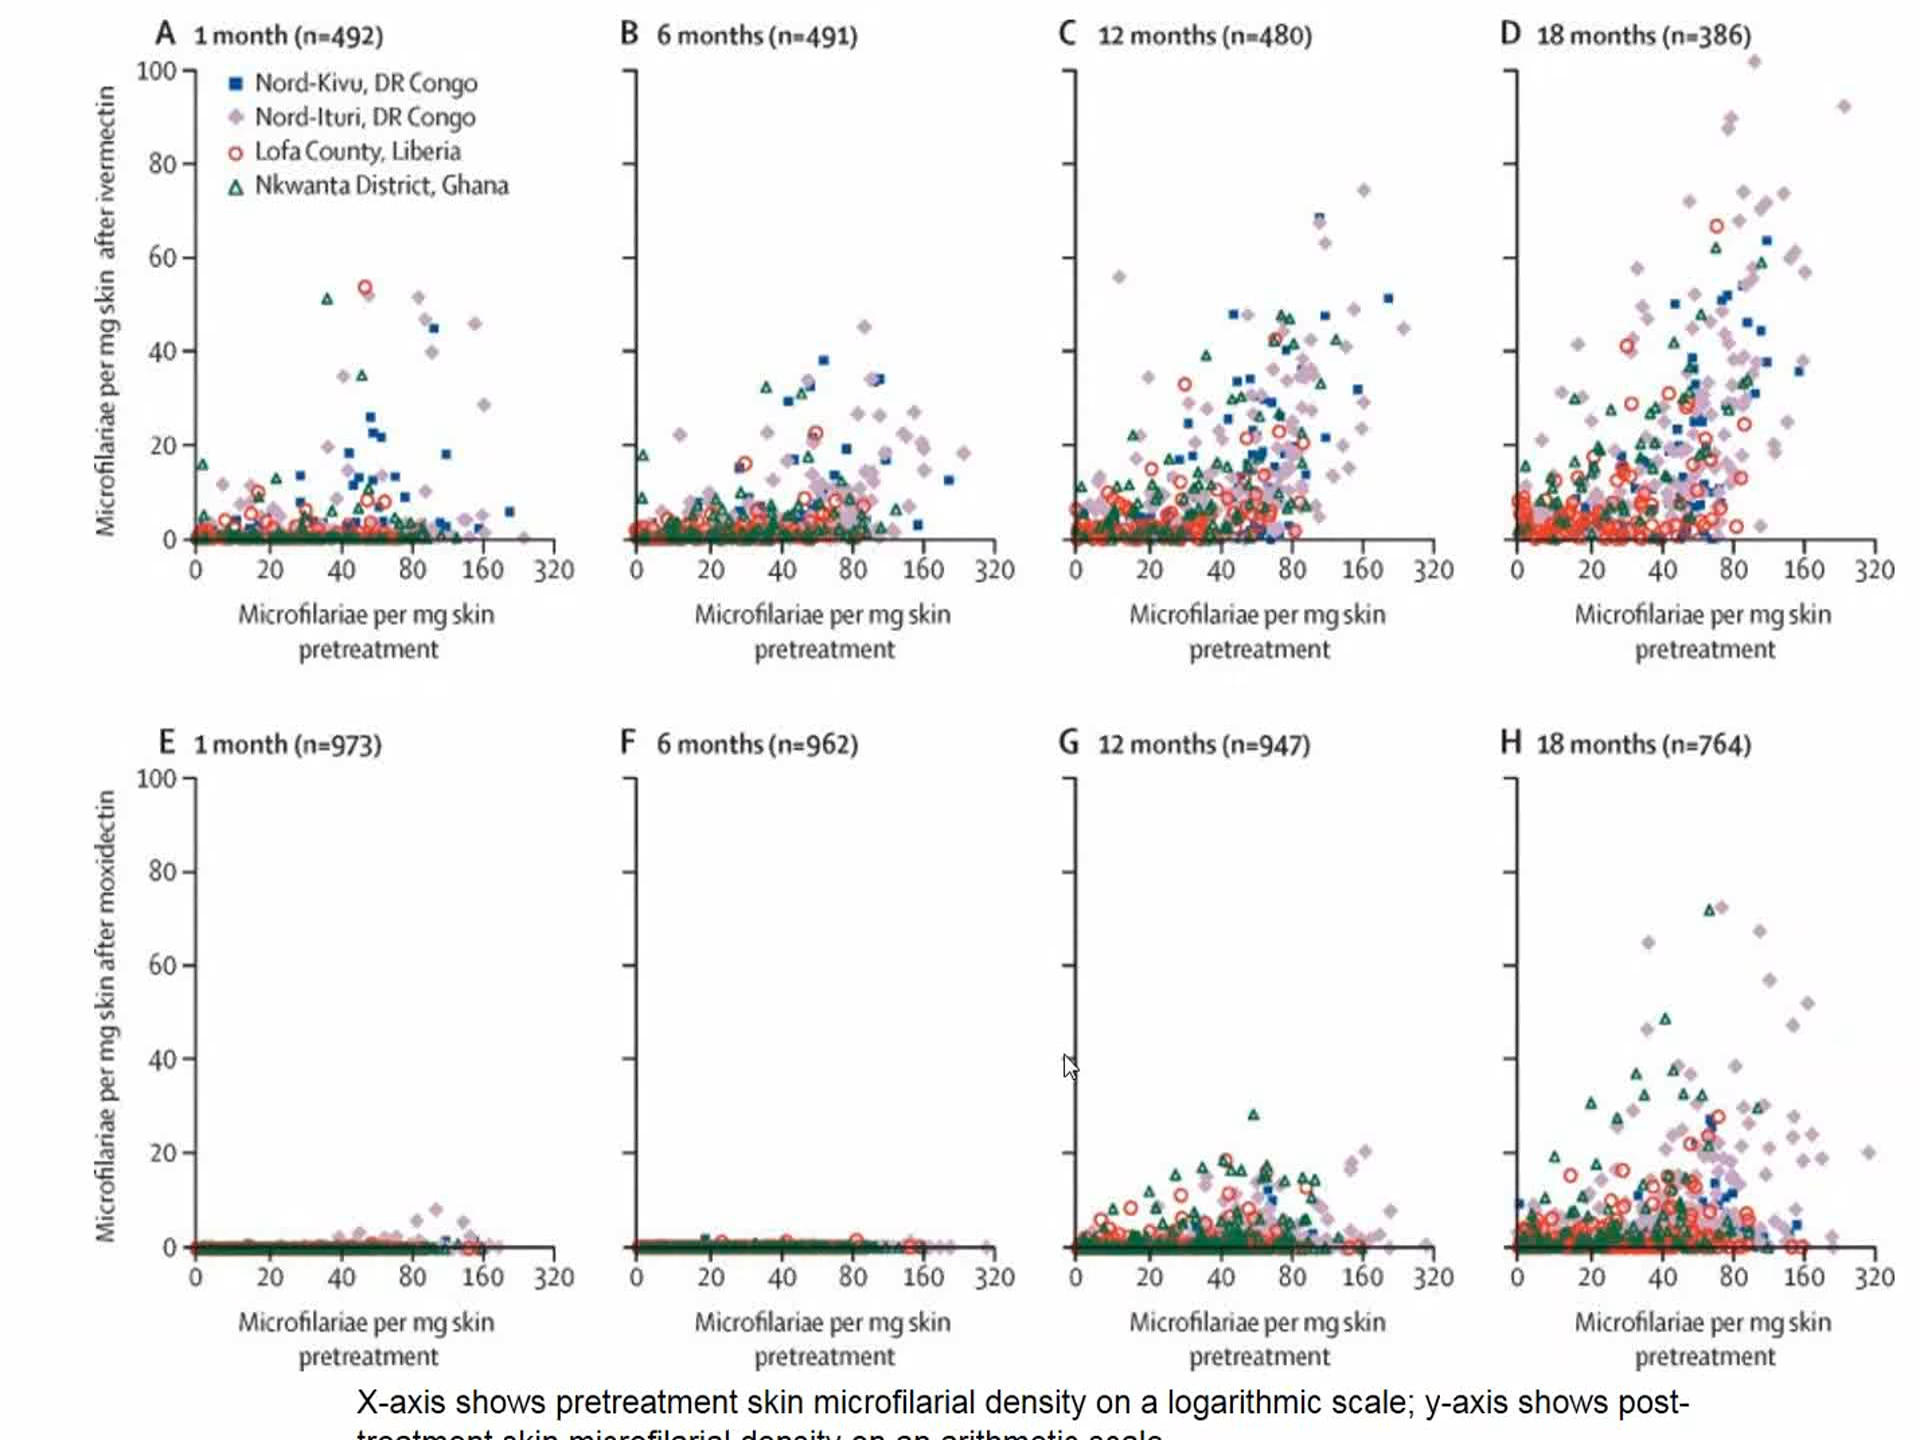 A 1 month (n=492)
B 6 months (n=491)
C 12 months (n=480)
D 18 months (n=386)
Microfilariae per mg skin after ivermectin
100
80
60
40
20
0
Nord-Kivu, DR Congo
Nord-Ituri, DR Congo
Lofa County, Liberia
Nkwanta District, Ghana
0 20 40 80 160 320
0 20 40 80 160 320
0 20 40 80 160 320
0 20 40 80 160 320
Microfilariae per mg skin
pretreatment
Microfilariae per mg skin
pretreatment
Microfilariae per mg skin
pretreatment
Microfilariae per mg skin
pretreatment
E 1 month (n=973)
F 6 months (n=962)
G 12 months (n=947)
H 18 months (n=764)
Microfilariae per mg skin after moxidectin
100
80
60
40
20
0
0 20 40 80 160 320
0 20 40 80 160 320
0 20 40 80 160 320
0 20 40 80 160 320
Microfilariae per mg skin
pretreatment
Microfilariae per mg skin
pretreatment
Microfilariae per mg skin
pretreatment
Microfilariae per mg skin
pretreatment
X-axis shows pretreatment skin microfilarial density on a logarithmic scale; y-axis shows post-
treatment skin microfilarial density on an arithmetic scale